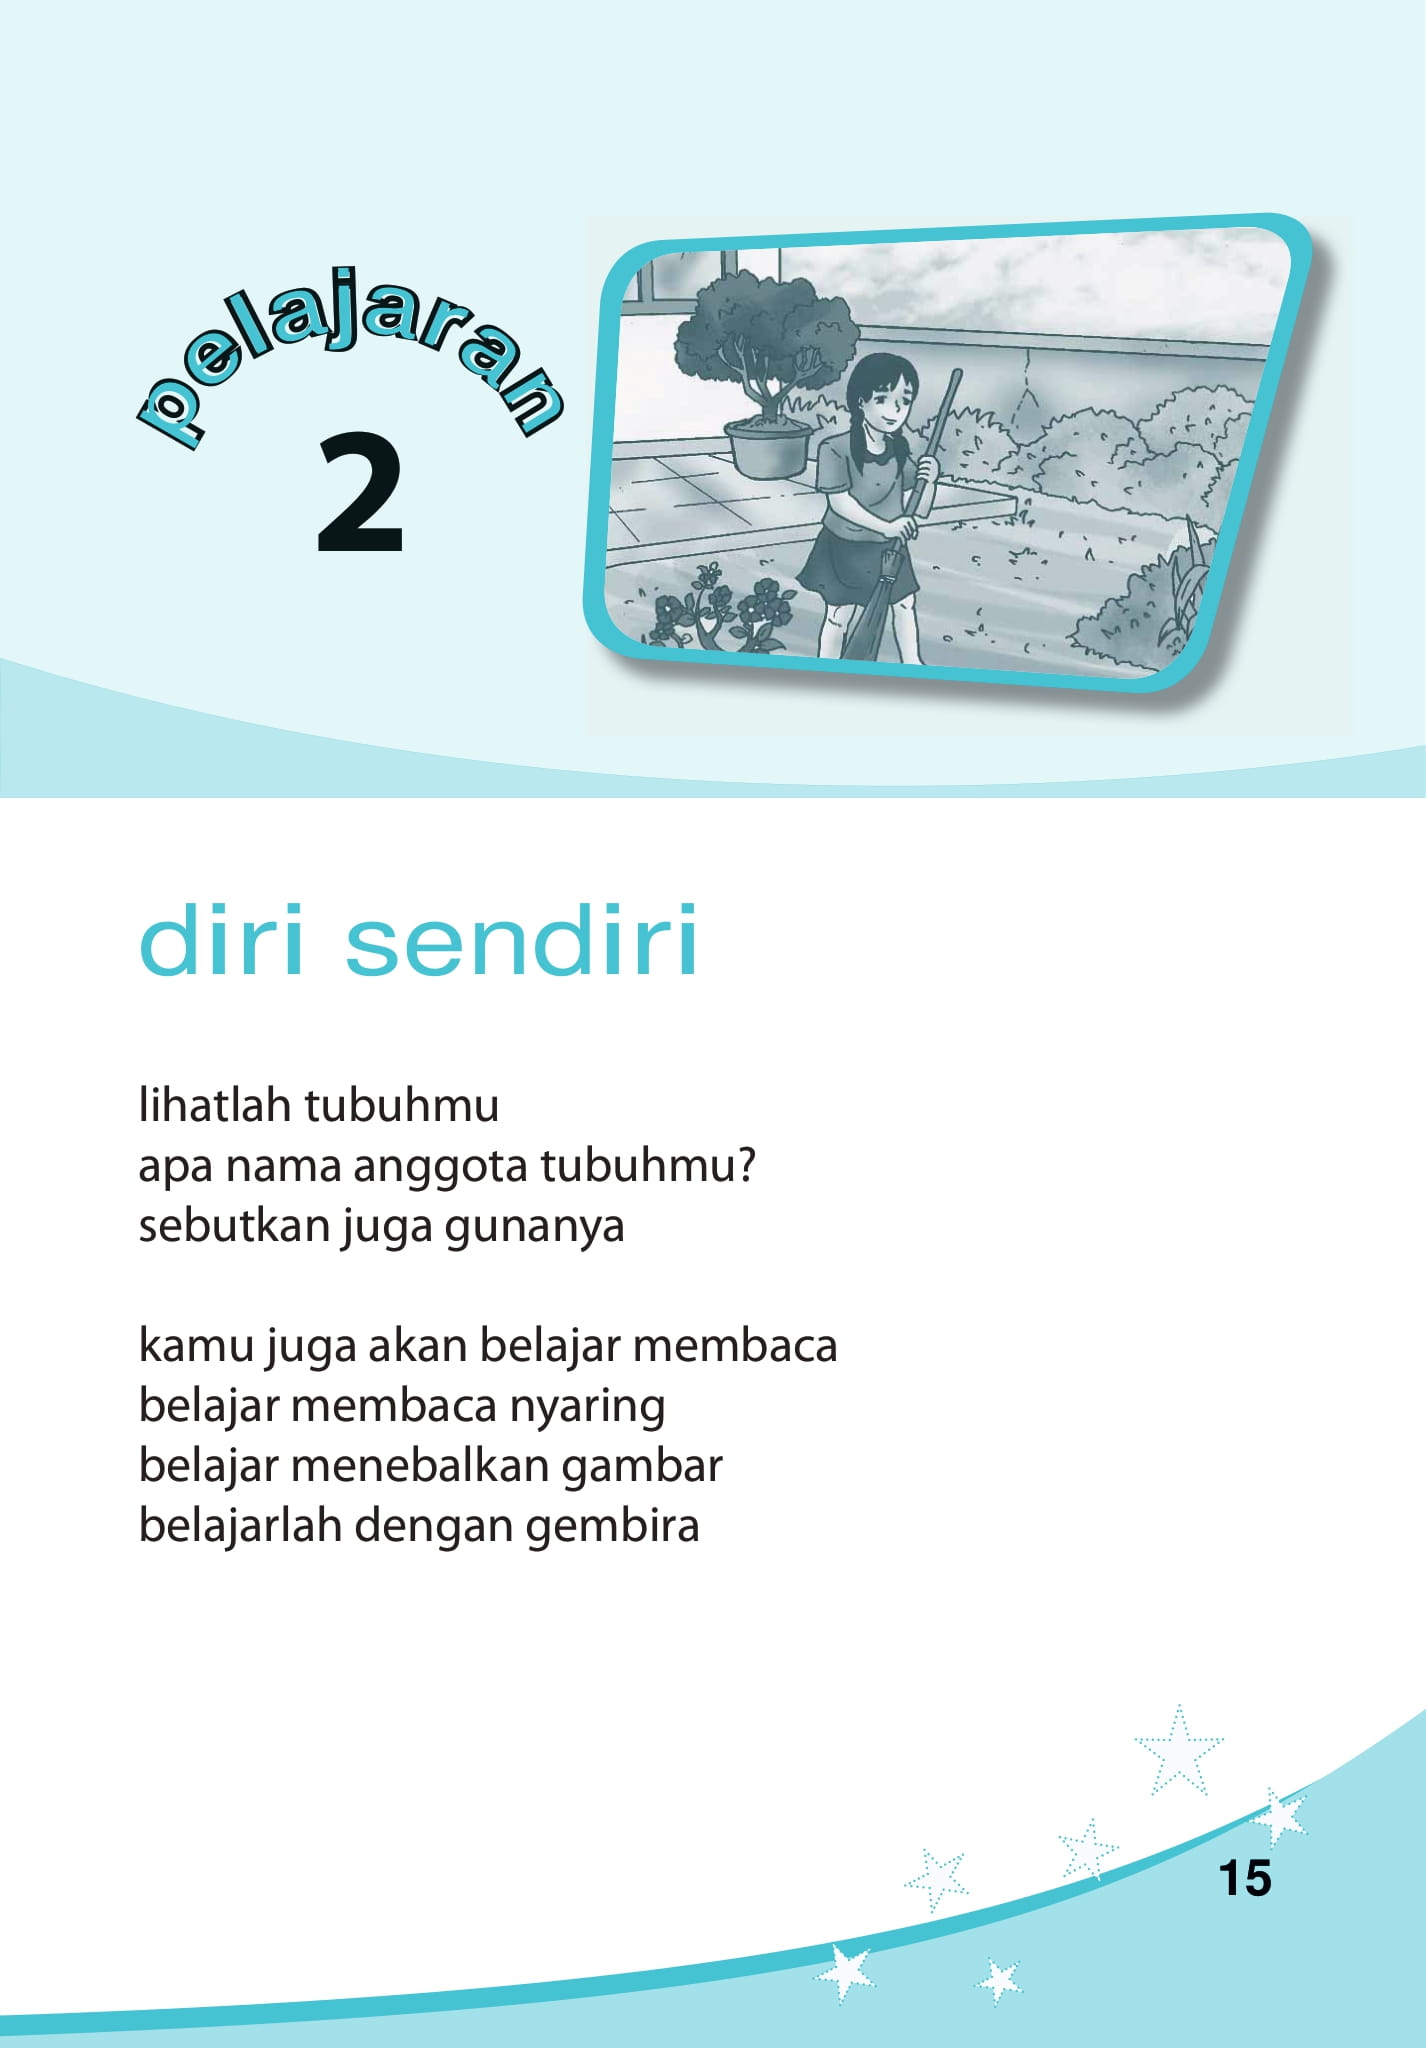 pelajaran
2
diri sendiri
lihatlah tubuhmu
apa nama anggota tubuhmu?
sebutkan juga gunanya
kamu juga akan belajar membaca
belajar membaca nyaring
belajar menebalkan gambar
belajarlah dengan gembira
15